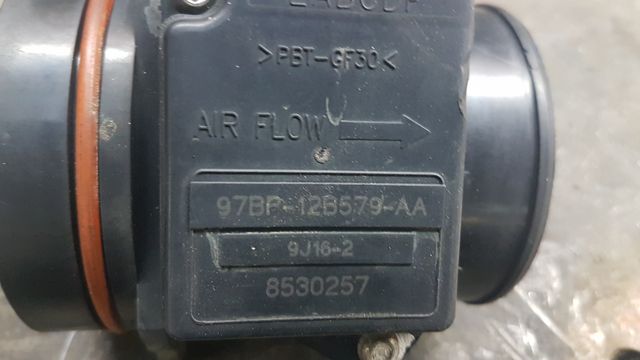 >PBT-GF30<
AIR FLOW
97BP-12B579-AA
9J16-2
8530257